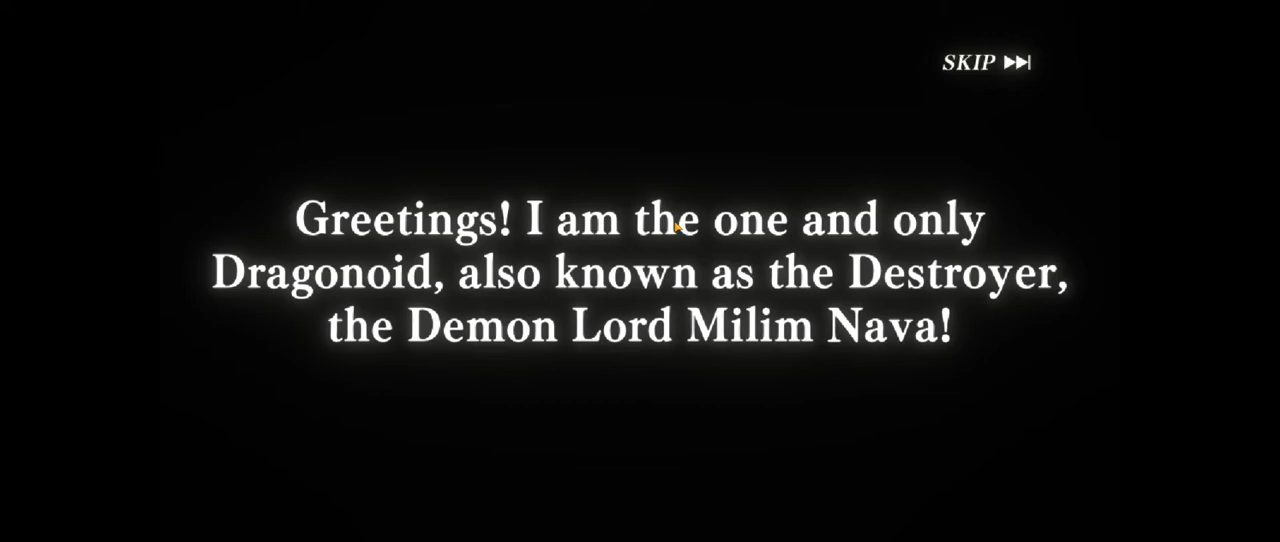 SKIP
Greetings! I am the one and only
Dragonoid, also known as the Destroyer,
the Demon Lord Milim Nava!